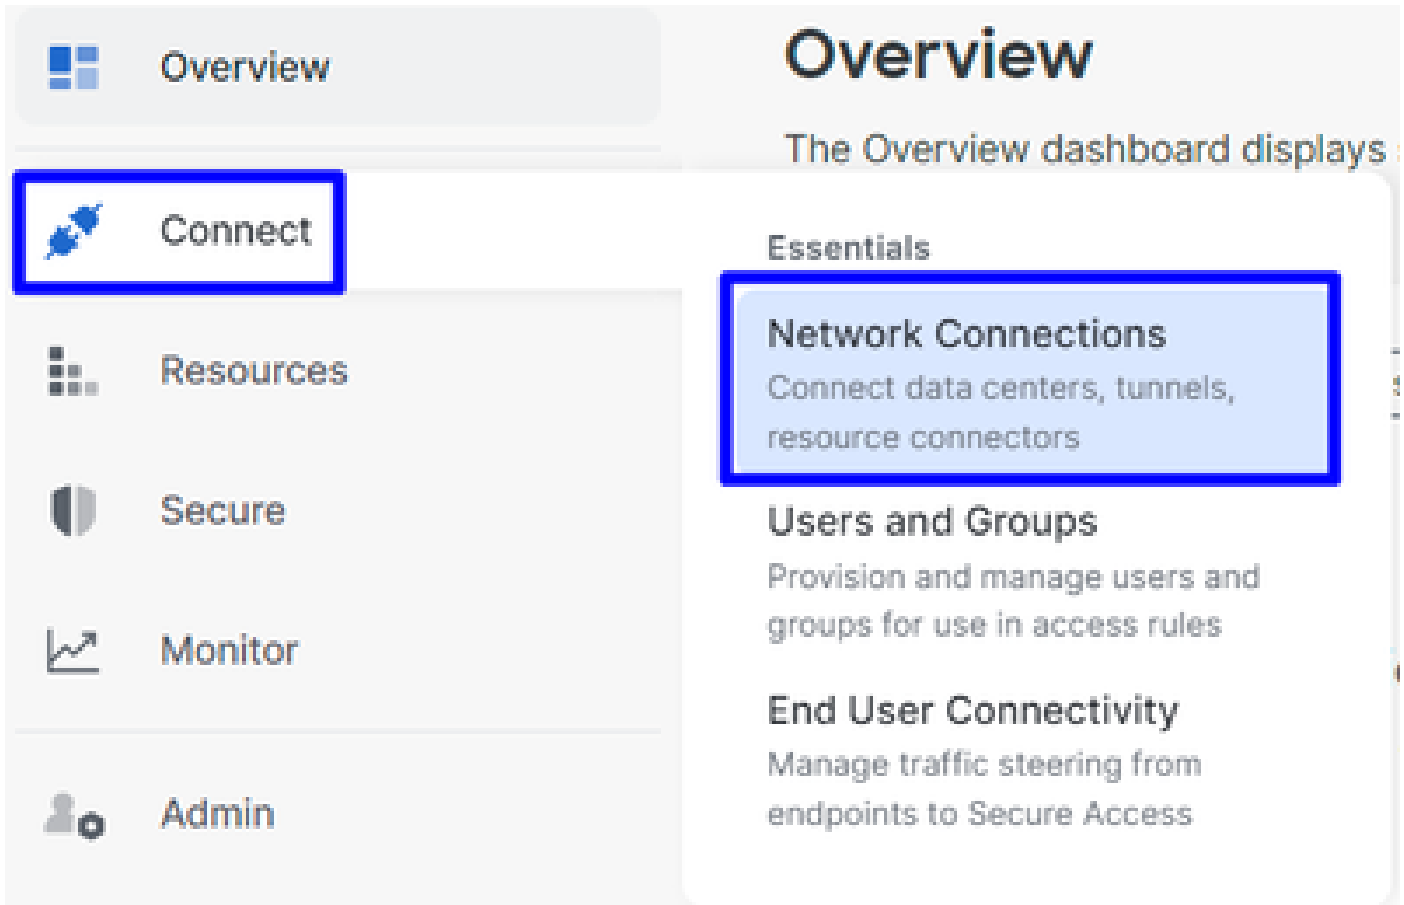 Overview
Connect
Resources
Secure
Monitor
Admin
Overview
The Overview dashboard displays
Essentials
Network Connections
Connect data centers, tunnels,
resource connectors
Users and Groups
Provision and manage users and
groups for use in access rules
End User Connectivity
Manage traffic steering from
endpoints to Secure Access